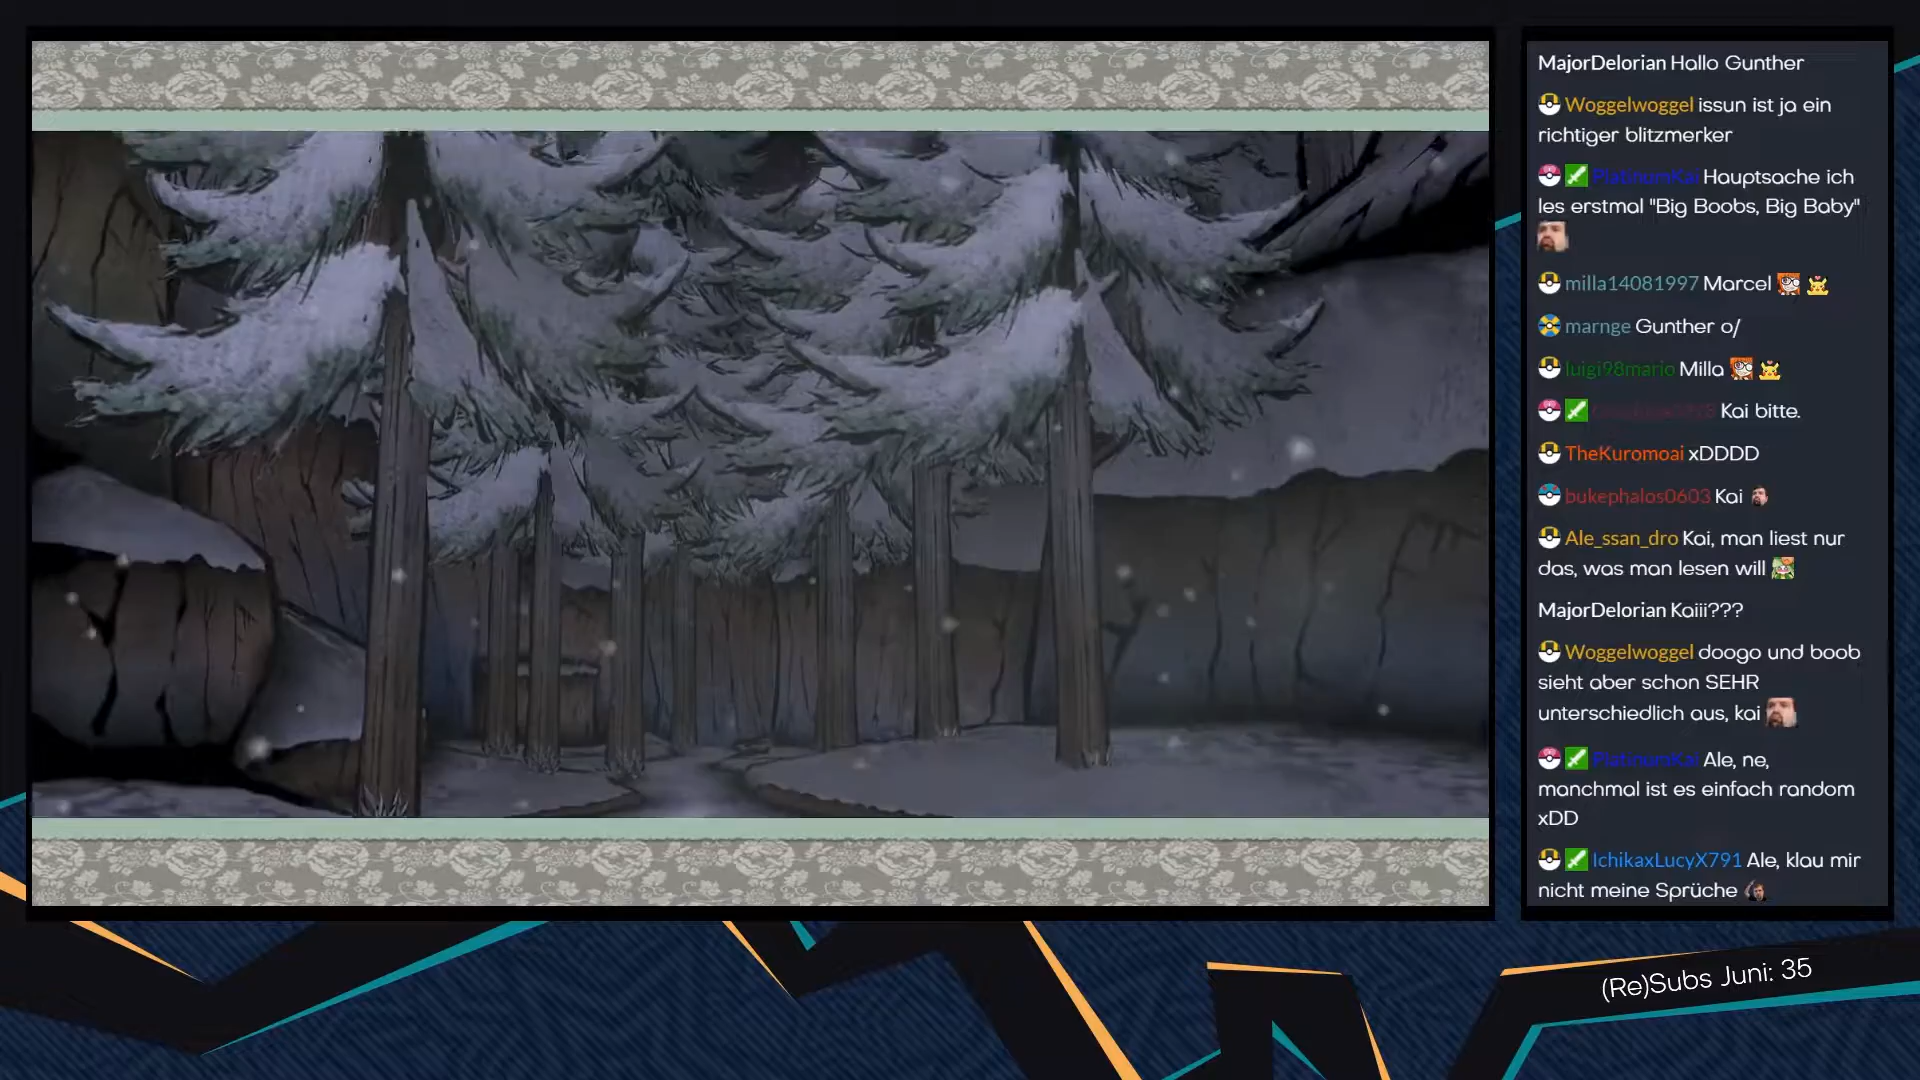 MajorDelorian Hallo Gunther
Woggelwoggel issun ist ja ein
richtiger blitzmerker
PlatinumKai Hauptsache ich
les erstmal "Big Boobs, Big Baby"
milla14081997 Marcel
marnge Gunther o/
luigi98mario Milla
Kai bitte.
TheKuromoai xDDDD
bukephalos0603 Kai
Ale_ssan_dro Kai, man liest nur
das, was man lesen will
MajorDelorian Kaiii???
Woggelwoggel doogo und boob
sieht aber schon SEHR
unterschiedlich aus, kai
PlatinumKai Ale, ne,
manchmal ist es einfach random
xDD
IchikaxLucyX791 Ale, klau mir
nicht meine Sprüche
(Re)Subs Juni: 35